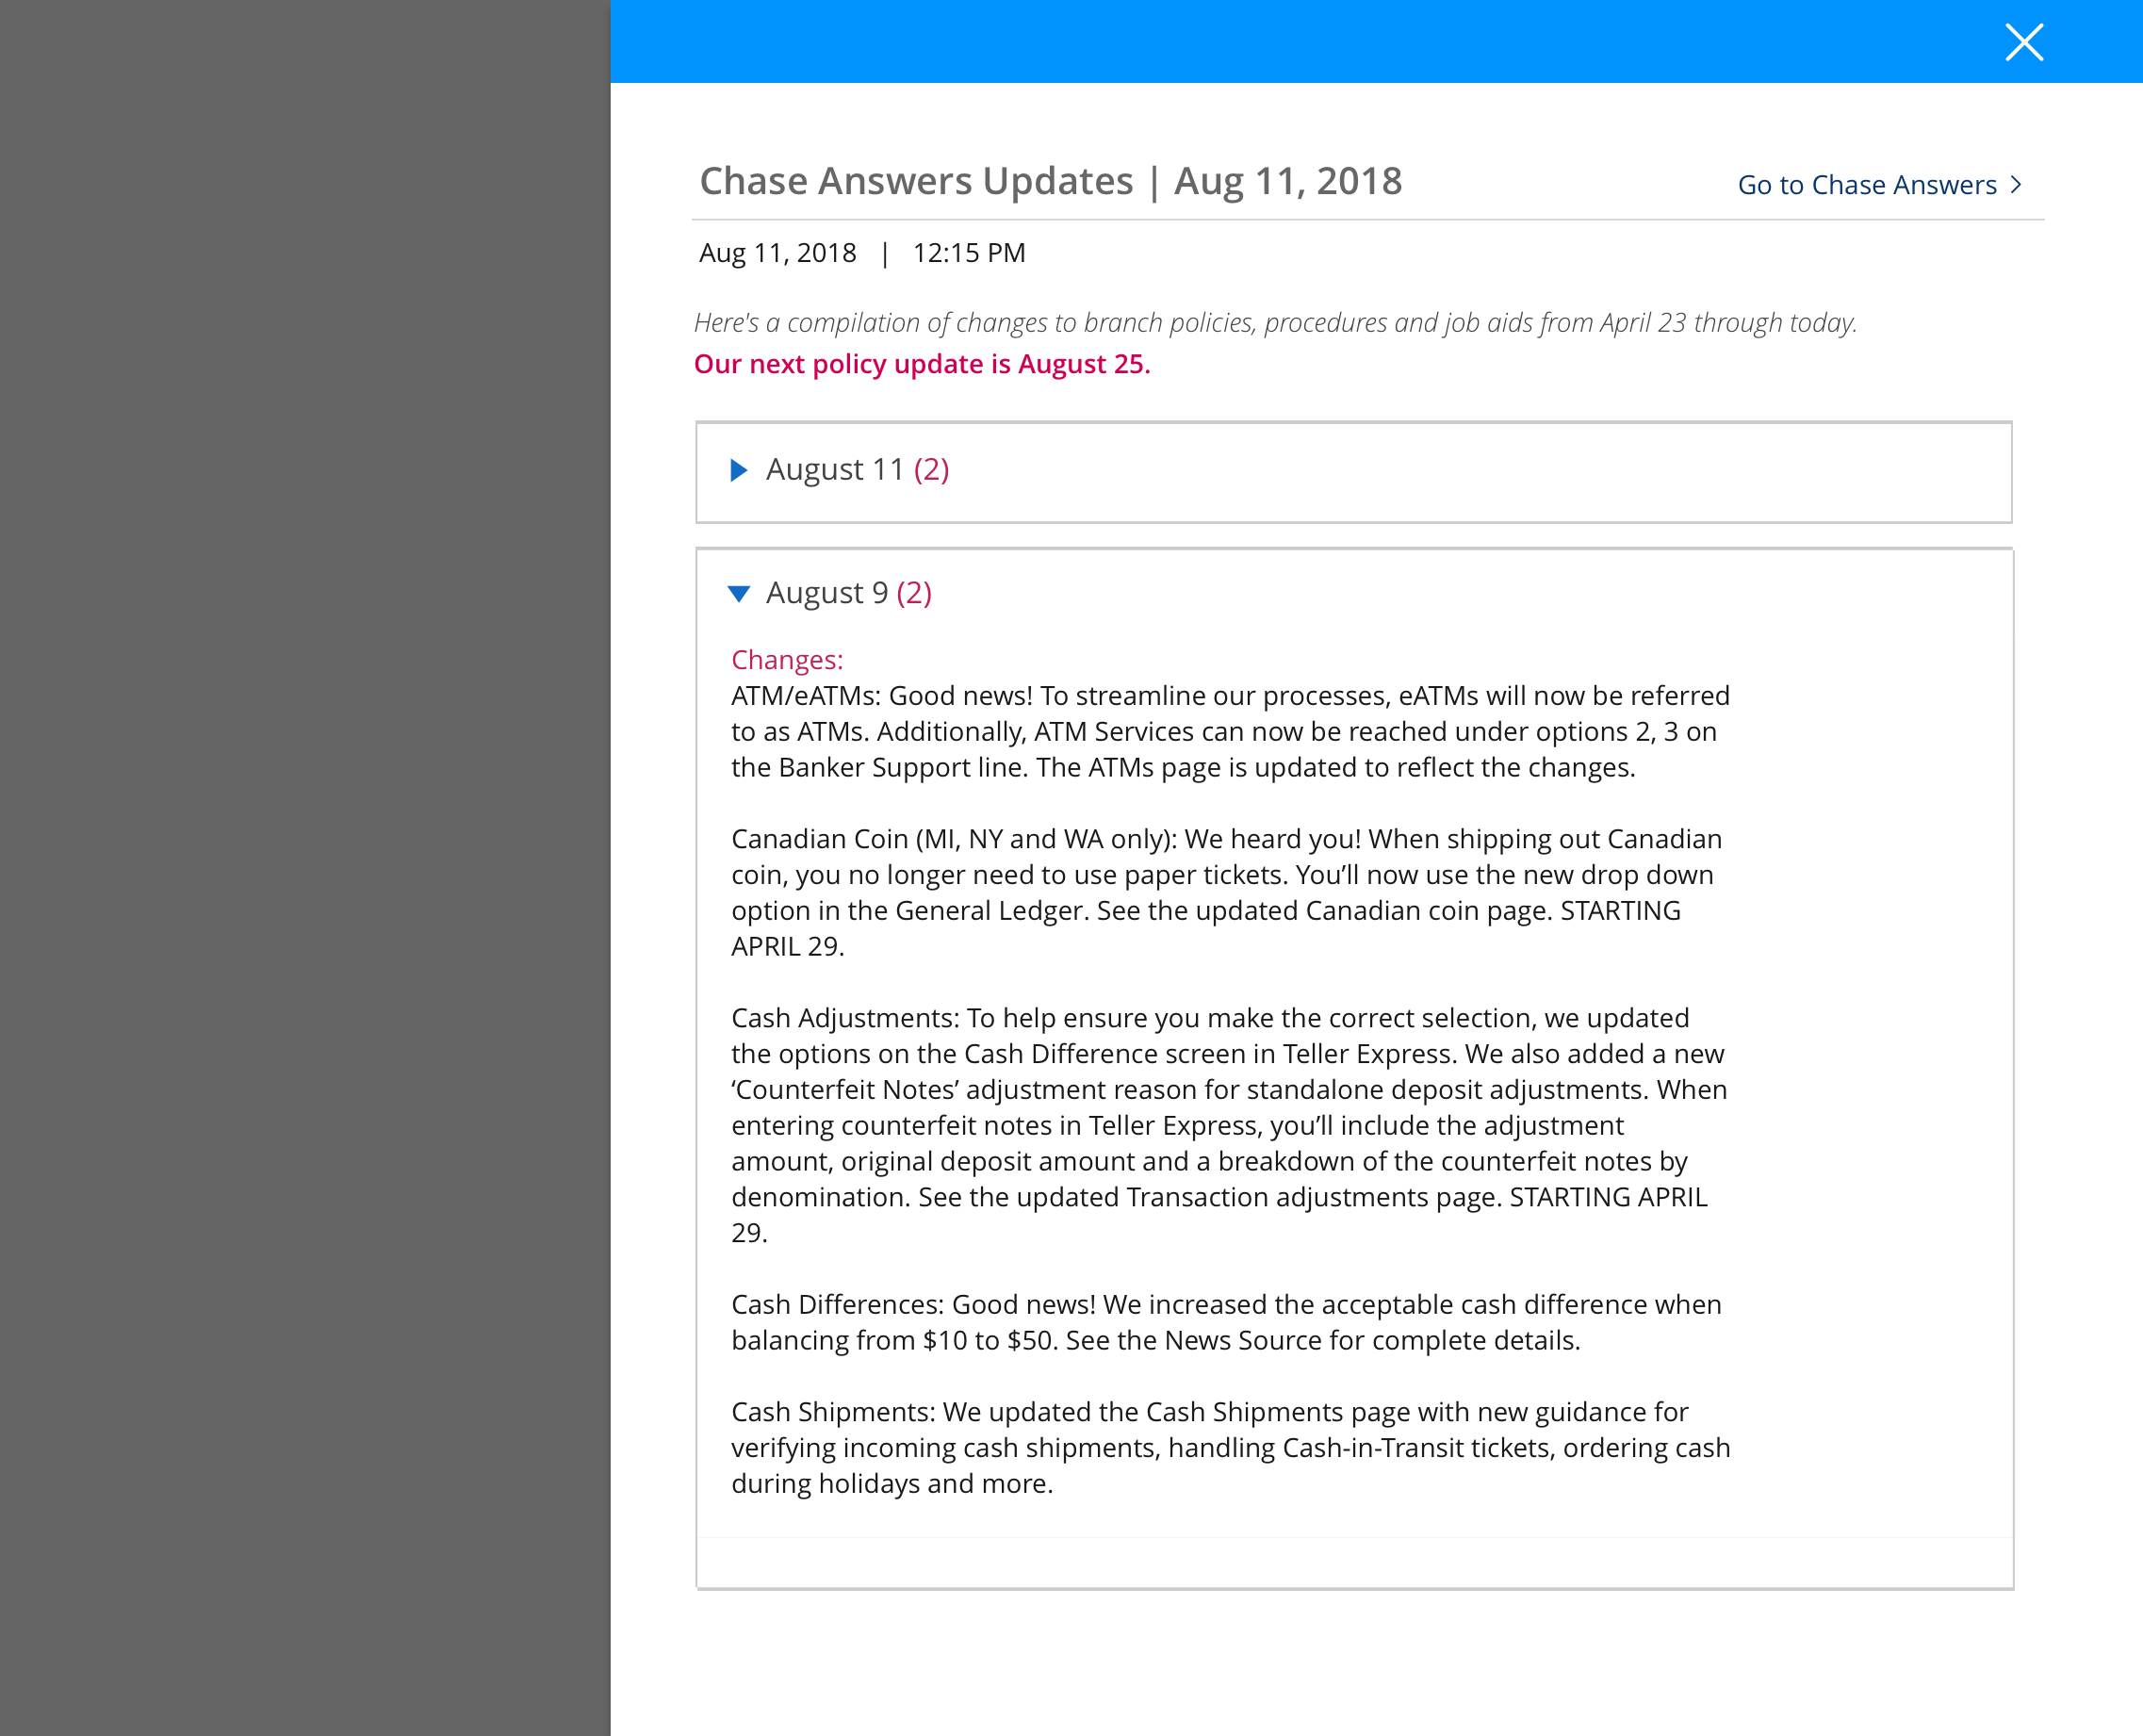 Chase Answers Updates | Aug 11, 2018
Go to Chase Answers >
Aug 11, 2018 | 12:15 PM
Here's a compilation of changes to branch policies, procedures and job aids from April 23 through today.
Our next policy update is August 25.
August 11 (2)
August 9 (2)
Changes:
ATM/eATMs: Good news! To streamline our processes, eATMs will now be referred
to as ATMs. Additionally, ATM Services can now be reached under options 2, 3 on
the Banker Support line. The ATMs page is updated to reflect the changes.
Canadian Coin (MI, NY and WA only): We heard you! When shipping out Canadian
coin, you no longer need to use paper tickets. You’ll now use the new drop down
option in the General Ledger. See the updated Canadian coin page. STARTING
APRIL 29.
Cash Adjustments: To help ensure you make the correct selection, we updated
the options on the Cash Difference screen in Teller Express. We also added a new
‘Counterfeit Notes’ adjustment reason for standalone deposit adjustments. When
entering counterfeit notes in Teller Express, you’ll include the adjustment
amount, original deposit amount and a breakdown of the counterfeit notes by
denomination. See the updated Transaction adjustments page. STARTING APRIL
29.
Cash Differences: Good news! We increased the acceptable cash difference when
balancing from $10 to $50. See the News Source for complete details.
Cash Shipments: We updated the Cash Shipments page with new guidance for
verifying incoming cash shipments, handling Cash-in-Transit tickets, ordering cash
during holidays and more.